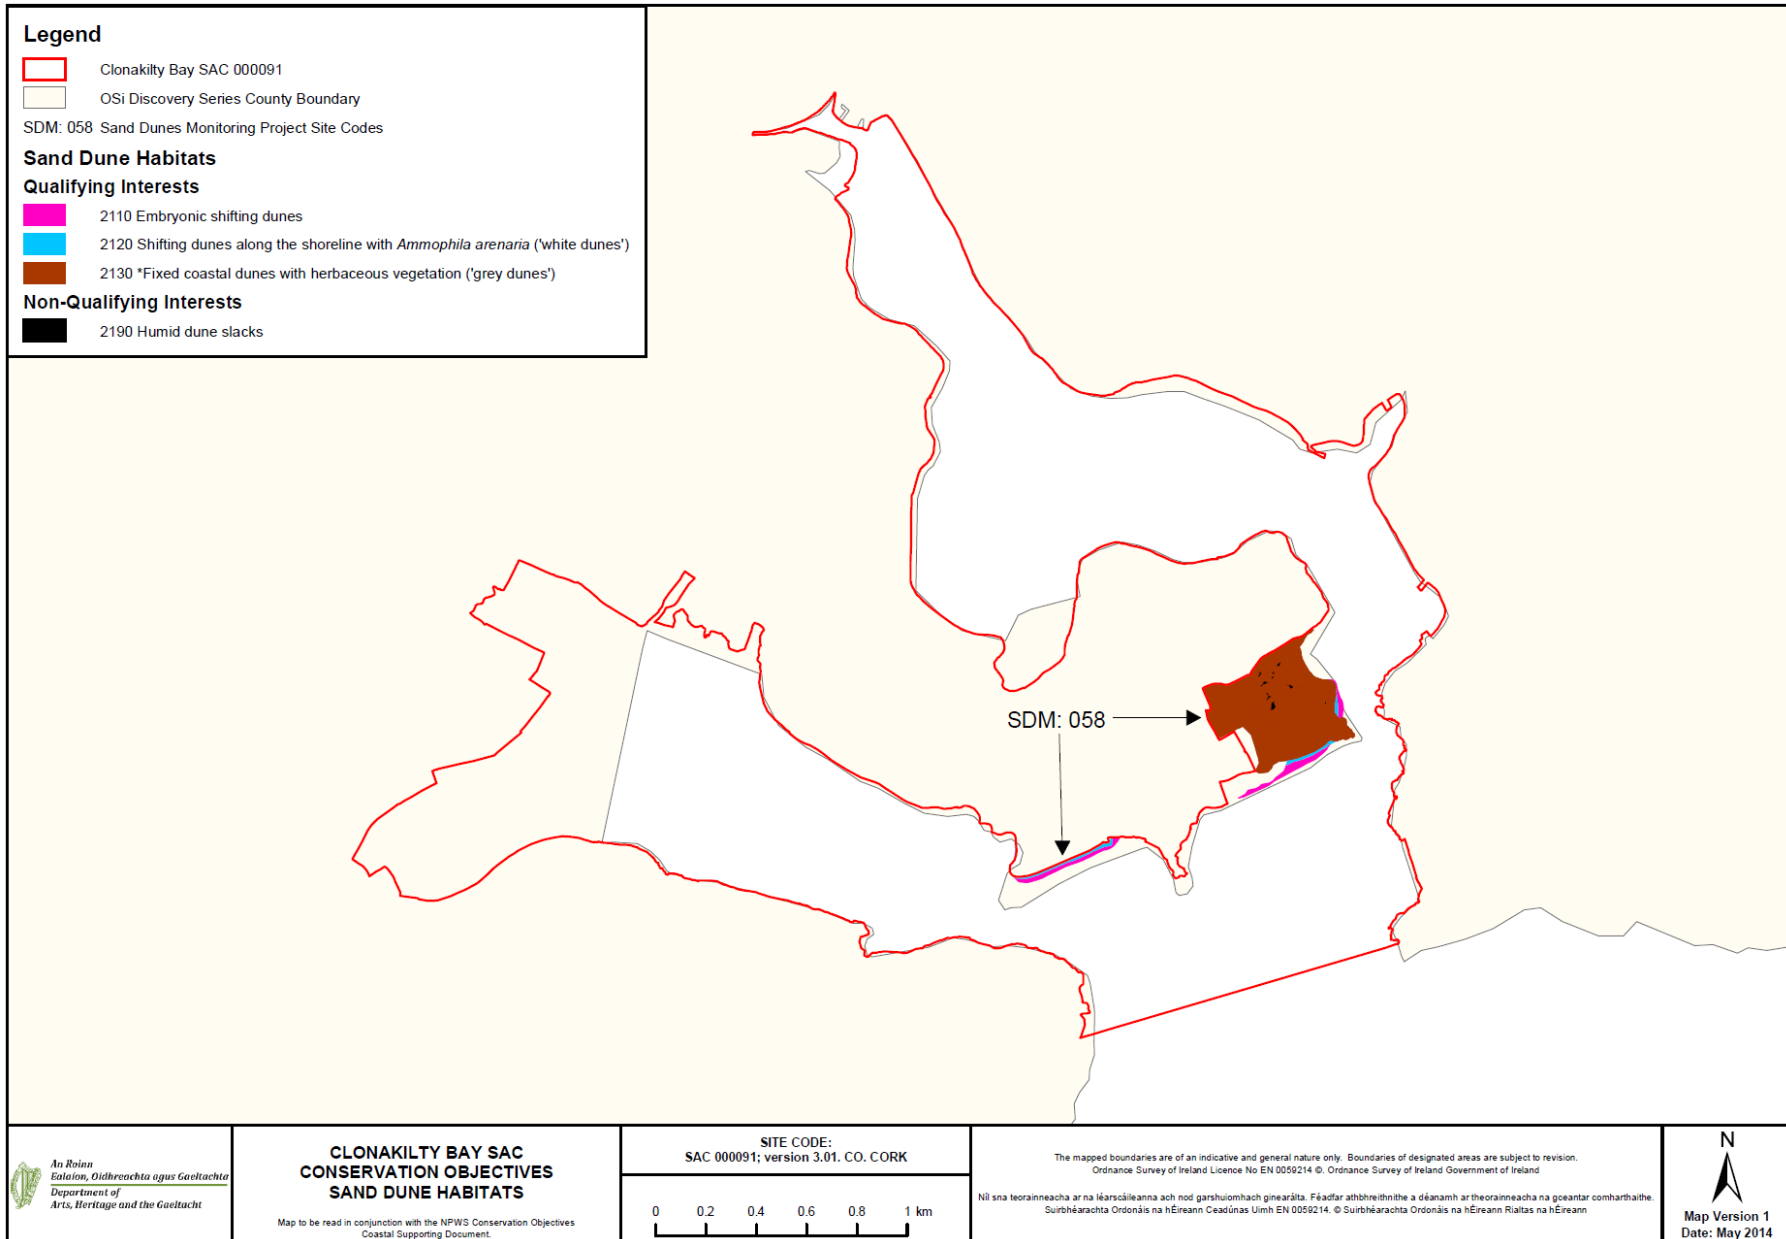 Legend
Clonakilty Bay SAC 000091
OSi Discovery Series County Boundary
SDM: 058 Sand Dunes Monitoring Project Site Codes
Sand Dune Habitats
Qualifying Interests
2110 Embryonic shifting dunes
2120 Shifting dunes along the shoreline with Ammophila arenaria ('white dunes')
2130 *Fixed coastal dunes with herbaceous vegetation ('grey dunes')
Non-Qualifying Interests
2190 Humid dune slacks
SDM: 058
An Roinn
Ealaíon, Oidhreachta agus Gaeltachta
Department of
Arts, Heritage and the Gaeltacht
CLONAKILTY BAY SAC
CONSERVATION OBJECTIVES
SAND DUNE HABITATS
Map to be read in conjunction with the NPWS Conservation Objectives
Coastal Supporting Document.
SITE CODE:
SAC 000091; version 3.01. CO. CORK
0 0.2 0.4 0.6 0.8 1 km
The mapped boundaries are of an indicative and general nature only. Boundaries of designated areas are subject to revision.
Ordnance Survey of Ireland Licence No EN 0059214 ©. Ordnance Survey of Ireland Government of Ireland
Níl sna teorainneacha ar na léarscáileanna ach nod garshuiomhach ginearálta. Féadfar athbhreithnithe a déanamh ar theorainneacha na gceantar comharthaithe.
Suirbhéarachta Ordonáis na hÉireann Ceadúnas Uimh EN 0059214. © Suirbhéarachta Ordonáis na hÉireann Rialtas na hÉireann
N
Map Version 1
Date: May 2014